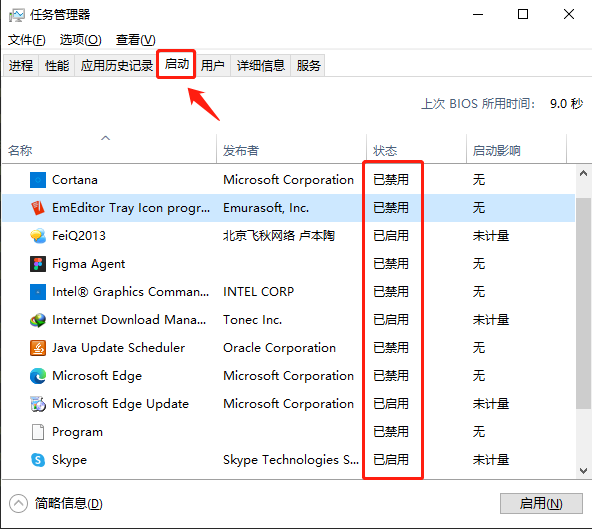 任务管理器
文件(F) 选项(O) 查看(V)
进程 性能 应用历史记录 启动 用户 详细信息 服务
上次 BIOS 所用时间: 9.0 秒
名称 发布者 状态 启动影响
Cortana Microsoft Corporation 已禁用 无
EmEditor Tray Icon progr... Emurasoft, Inc. 已禁用 无
FeiQ2013 北京飞秋网络 卢本陶 已启用 未计量
Figma Agent 已禁用 无
Intel® Graphics Comman... INTEL CORP 已禁用 无
Internet Download Mana... Tonec Inc. 已启用 未计量
Java Update Scheduler Oracle Corporation 已禁用 无
Microsoft Edge Microsoft Corporation 已禁用 无
Microsoft Edge Update Microsoft Corporation 已启用 未计量
Program 已禁用 无
Skype Skype Technologies S... 已启用 未计量
简略信息(D) 启用(N)